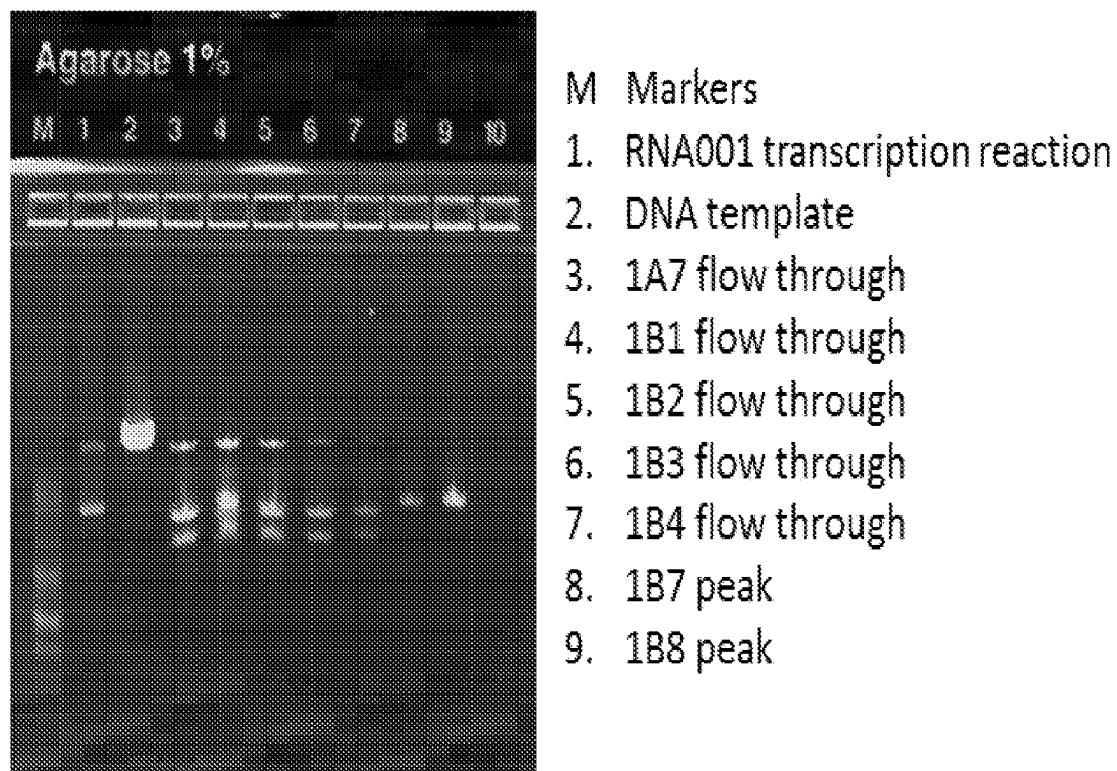 Agarose 1%
M 1 2 3 4 5 6 7 8 9 10
M Markers
1. RNA001 transcription reaction
2. DNA template
3. 1A7 flow through
4. 1B1 flow through
5. 1B2 flow through
6. 1B3 flow through
7. 1B4 flow through
8. 1B7 peak
9. 1B8 peak